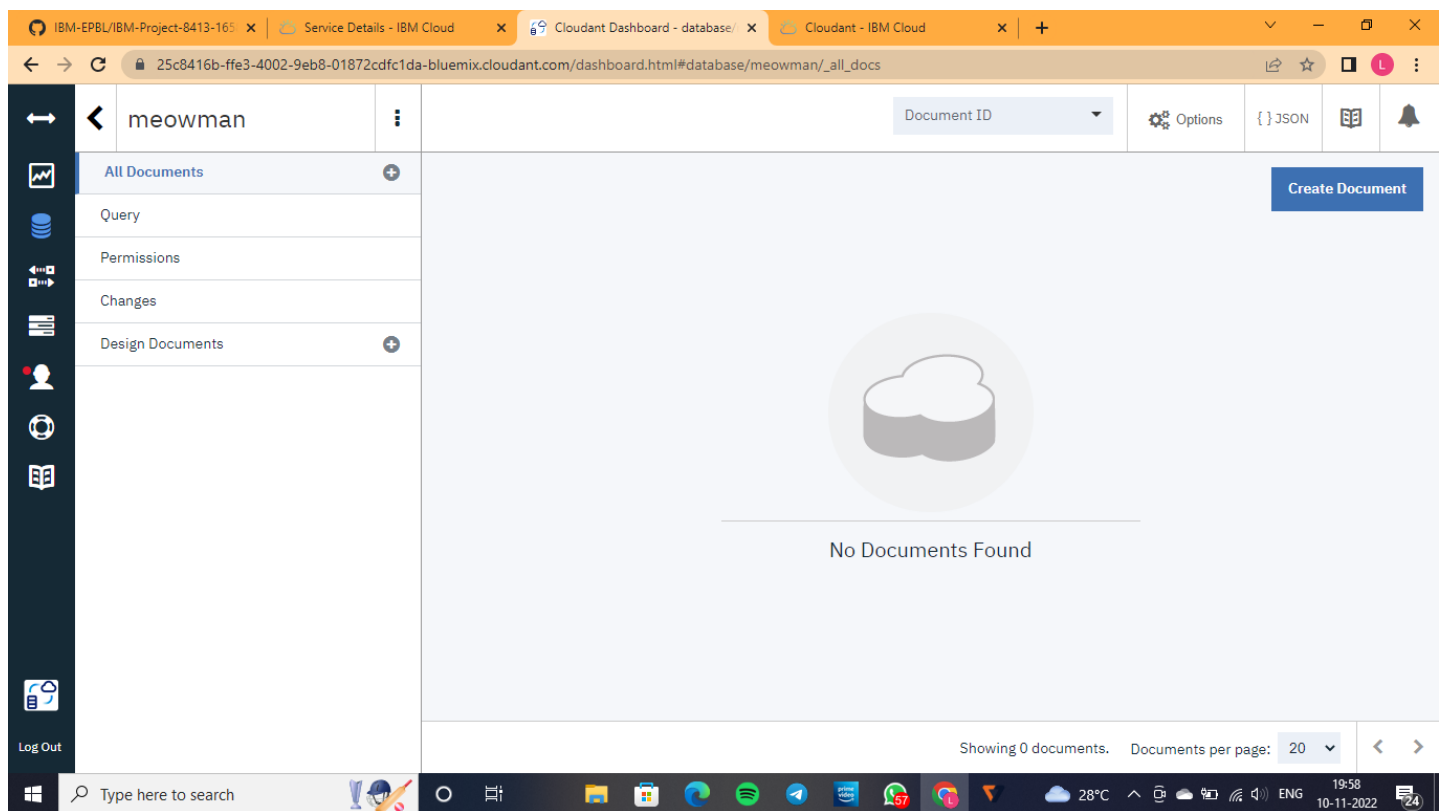 IBM-EPBL/IBM-Project-8413-165
Service Details - IBM Cloud
Cloudant Dashboard - database/
Cloudant - IBM Cloud
25c8416b-ffe3-4002-9eb8-01872cdfc1da-bluemix.cloudant.com/dashboard.html#database/meowman/_all_docs
L
meowman
Document ID
Options
{ } JSON
All Documents
Create Document
Query
Permissions
Changes
Design Documents
No Documents Found
Log Out
Showing 0 documents.
Documents per page: 20
Type here to search
prime video
57
L
28°C
ENG
19:58
10-11-2022
24